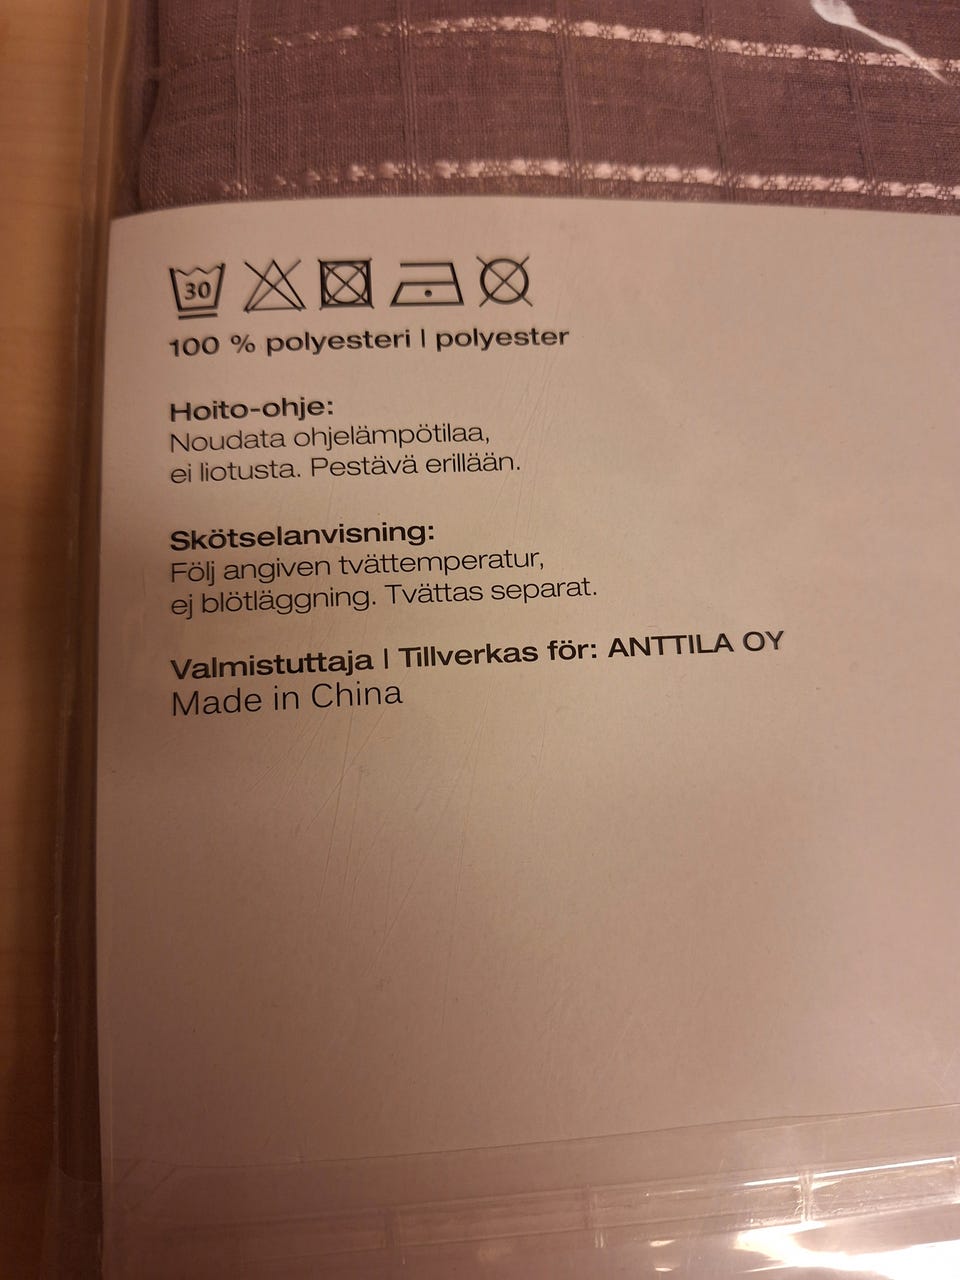 30
100 % polyesteri | polyester
Hoito-ohje:
Noudata ohjelämpötilaa,
ei liotusta. Pestävä erillään.
Skötselanvisning:
Följ angiven tvättemperatur,
ej blötläggning. Tvättas separat.
Valmistuttaja | Tillverkas för: ANTTILA OY
Made in China